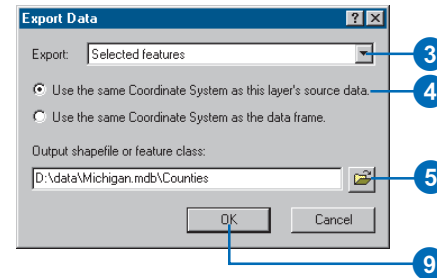 Export Data
Export: Selected features 3
Use the same Coordinate System as this layer's source data. 4
Use the same Coordinate System as the data frame.
Output shapefile or feature class:
D:\data\Michigan.mdb\Counties 5
OK Cancel
9